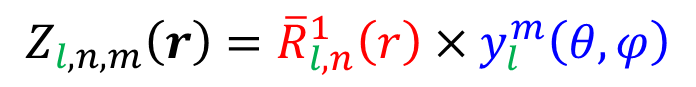 Z_{l,n,m}(𝒓) = R̄^1_{l,n}(r) × y_l^m(θ, φ)